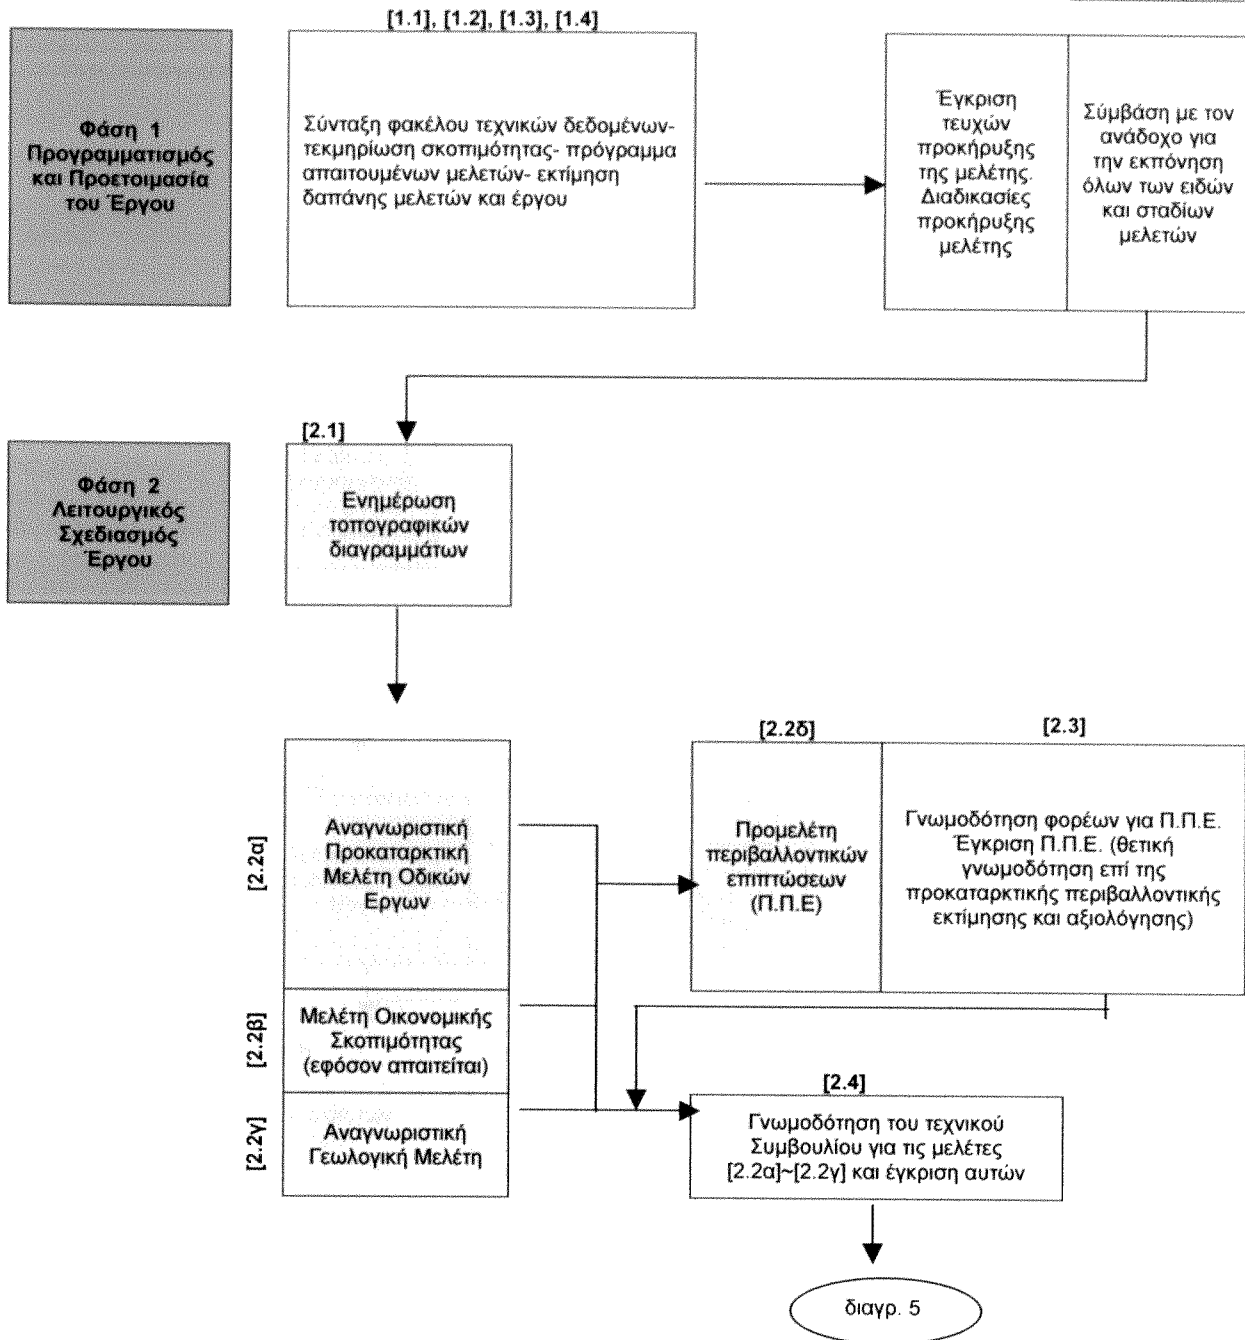 [1.1], [1.2], [1.3], [1.4]
Φάση 1
Προγραμματισμός
και Προετοιμασία
του Έργου
Σύνταξη φακέλου τεχνικών δεδομένων-
τεκμηρίωση σκοπιμότητας- πρόγραμμα
απαιτουμένων μελετών- εκτίμηση
δαπάνης μελετών και έργου
Έγκριση
τευχών
προκήρυξης
της μελέτης.
Διαδικασίες
προκήρυξης
μελέτης
Σύμβάση με τον
ανάδοχο για
την εκπόνηση
όλων των ειδών
και σταδίων
μελετών
Φάση 2
Λειτουργικός
Σχεδιασμός
Έργου
[2.1]
Ενημέρωση
τοπογραφικών
διαγραμμάτων
[2.2α]
Αναγνωριστική
Προκαταρκτική
Μελέτη Οδικών
Εργων
[2.2β]
Μελέτη Οικονομικής
Σκοπιμότητας
(εφόσον απαιτείται)
[2.2γ]
Αναγνωριστική
Γεωλογική Μελέτη
[2.2δ]
Προμελέτη
περιβαλλοντικών
επιπτώσεων
(Π.Π.Ε)
[2.3]
Γνωμοδότηση φορέων για Π.Π.Ε.
Έγκριση Π.Π.Ε. (θετική
γνωμοδότηση επί της
προκαταρκτικής περιβαλλοντικής
εκτίμησης και αξιολόγησης)
[2.4]
Γνωμοδότηση του τεχνικού
Συμβουλίου για τις μελέτες
[2.2α]~[2.2γ] και έγκριση αυτών
διαγρ. 5